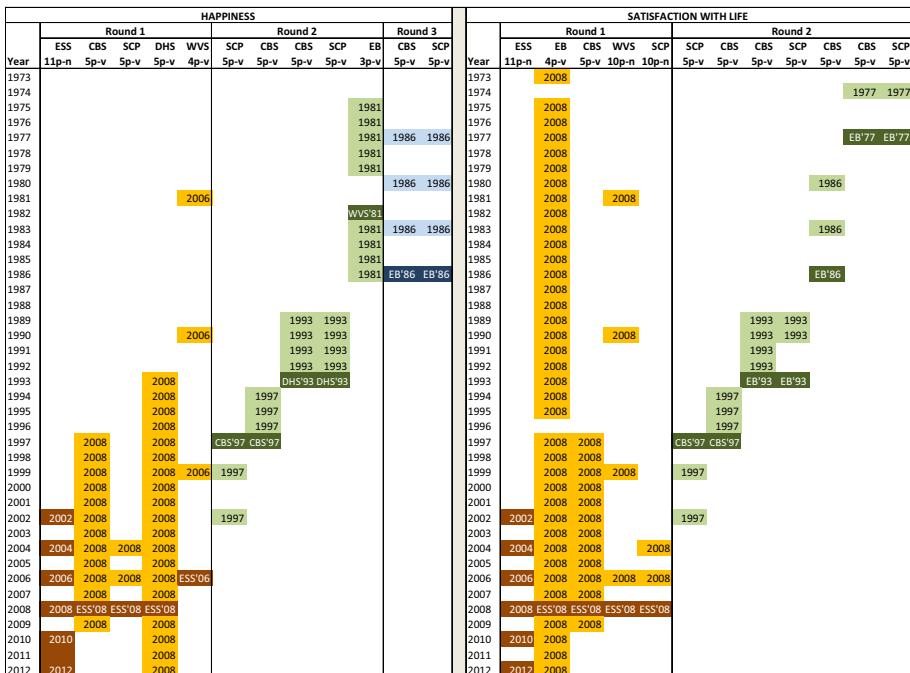 HAPPINESS SATISFACTION WITH LIFE
Round 1 Round 2 Round 3 Round 1 Round 2
ESS CBS SCP DHS WVS SCP CBS CBS SCP EB CBS SCP ESS EB CBS WVS SCP SCP CBS CBS SCP CBS CBS SCP
Year 11p-n 5p-v 5p-v 5p-v 4p-v 5p-v 5p-v 5p-v 5p-v 3p-v 5p-v 5p-v Year 11p-n 4p-v 5p-v 10p-n 10p-n 5p-v 5p-v 5p-v 5p-v 5p-v 5p-v 5p-v
1973 1973 2008
1974 1974 1977 1977
1975 1981 1975 2008
1976 1981 1976 2008
1977 1981 1986 1986 1977 2008 EB'77 EB'77
1978 1981 1978 2008
1979 1981 1979 2008
1980 1986 1986 1980 2008 1986
1981 2006 1981 2008 2008
1982 WVS'81 1982 2008
1983 1981 1986 1986 1983 2008 1986
1984 1981 1984 2008
1985 1981 1985 2008
1986 1981 EB'86 EB'86 1986 2008 EB'86
1987 1987 2008
1988 1988 2008
1989 1993 1993 1989 2008 1993 1993
1990 2006 1993 1993 1990 2008 2008 1993 1993
1991 1993 1993 1991 2008 1993
1992 1993 1993 1992 2008 1993
1993 2008 DHS'93 DHS'93 1993 2008 EB'93 EB'93
1994 2008 1997 1994 2008 1997
1995 2008 1997 1995 2008 1997
1996 2008 1997 1996 1997
1997 2008 2008 CBS'97 CBS'97 1997 2008 2008 CBS'97 CBS'97
1998 2008 2008 1998 2008 2008
1999 2008 2008 2006 1997 1999 2008 2008 2008 1997
2000 2008 2008 2000 2008 2008
2001 2008 2008 2001 2008 2008
2002 2002 2008 2008 1997 2002 2002 2008 2008 1997
2003 2008 2008 2003 2008 2008
2004 2004 2008 2008 2008 2004 2004 2008 2008 2008
2005 2008 2008 2005 2008 2008
2006 2006 2008 2008 2008 ESS'06 2006 2006 2008 2008 2008 2008
2007 2008 2008 2007 2008 2008
2008 2008 ESS'08 ESS'08 ESS'08 2008 2008 ESS'08 ESS'08 ESS'08 ESS'08
2009 2008 2008 2009 2008 2008
2010 2010 2008 2010 2010 2008
2011 2008 2011 2008
2012 2012 2008 2012 2012 2008